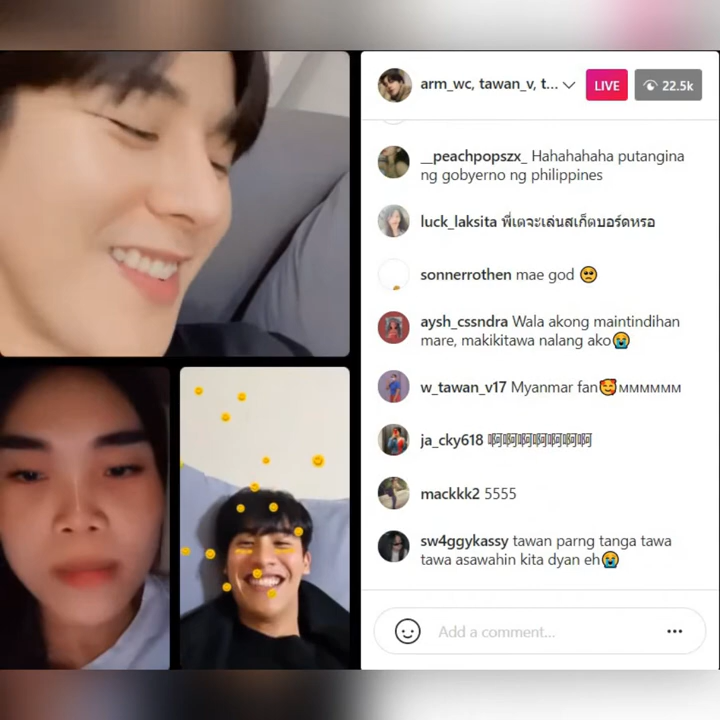 arm_wc, tawan_v, t...
LIVE
22.5k
__peachpopszx_ Hahahahaha putangina
ng gobyerno ng philippines
luck_laksita พี่เตจะเล่นสเก็ตบอร์ดหรอ
sonnerrothen mae god 🥺
aysh_cssndra Wala akong maintindihan
mare, makikitawa nalang ako😭
w_tawan_v17 Myanmar fan🥰ммммммм
ja_cky618 啊啊啊啊啊啊啊啊
mackkk2 5555
sw4ggykassy tawan parng tanga tawa
tawa asawahin kita dyan eh😭
Add a comment...